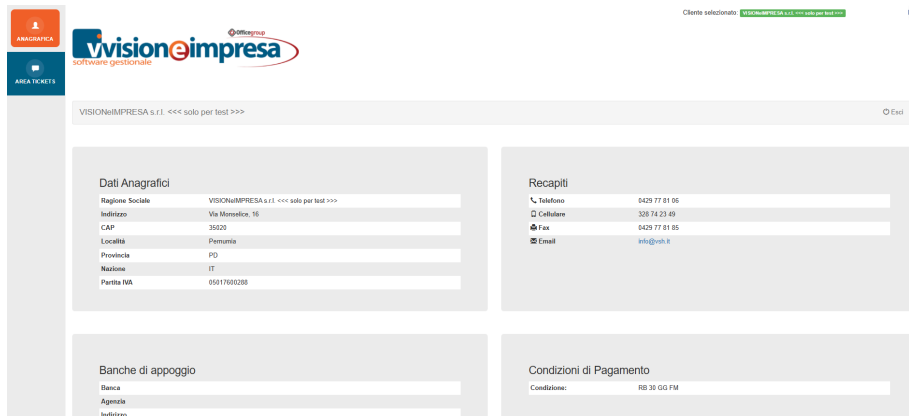 Cliente selezionato: VISIONeIMPRESA s.r.l. <<< solo per test >>>
ANAGRAFICA
AREA TICKETS
Officegroup
visioneimpresa
software gestionale
VISIONeIMPRESA s.r.l. <<< solo per test >>>
Esci
Dati Anagrafici
Ragione Sociale VISIONeIMPRESA s.r.l. <<< solo per test >>>
Indirizzo Via Monselice, 16
CAP 35020
Località Pernumia
Provincia PD
Nazione IT
Partita IVA 05017600288
Recapiti
Telefono 0429 77 81 06
Cellulare 328 74 23 49
Fax 0429 77 81 85
Email info@vsh.it
Banche di appoggio
Banca
Agenzia
Indirizzo
Condizioni di Pagamento
Condizione: RB 30 GG FM